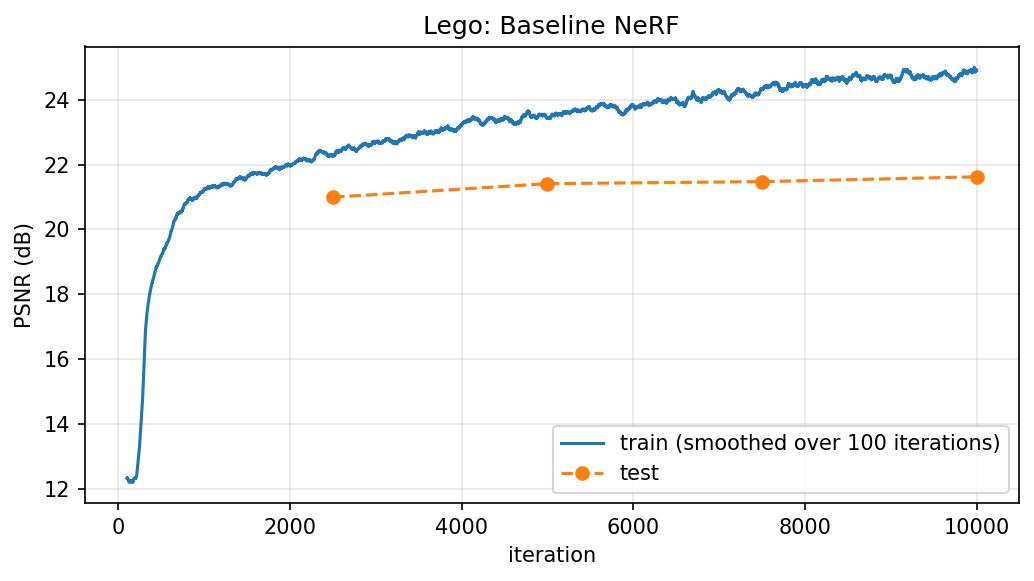 Lego: Baseline NeRF
PSNR (dB)
24
22
20
18
16
14
12
train (smoothed over 100 iterations)
test
0 2000 4000 6000 8000 10000
iteration